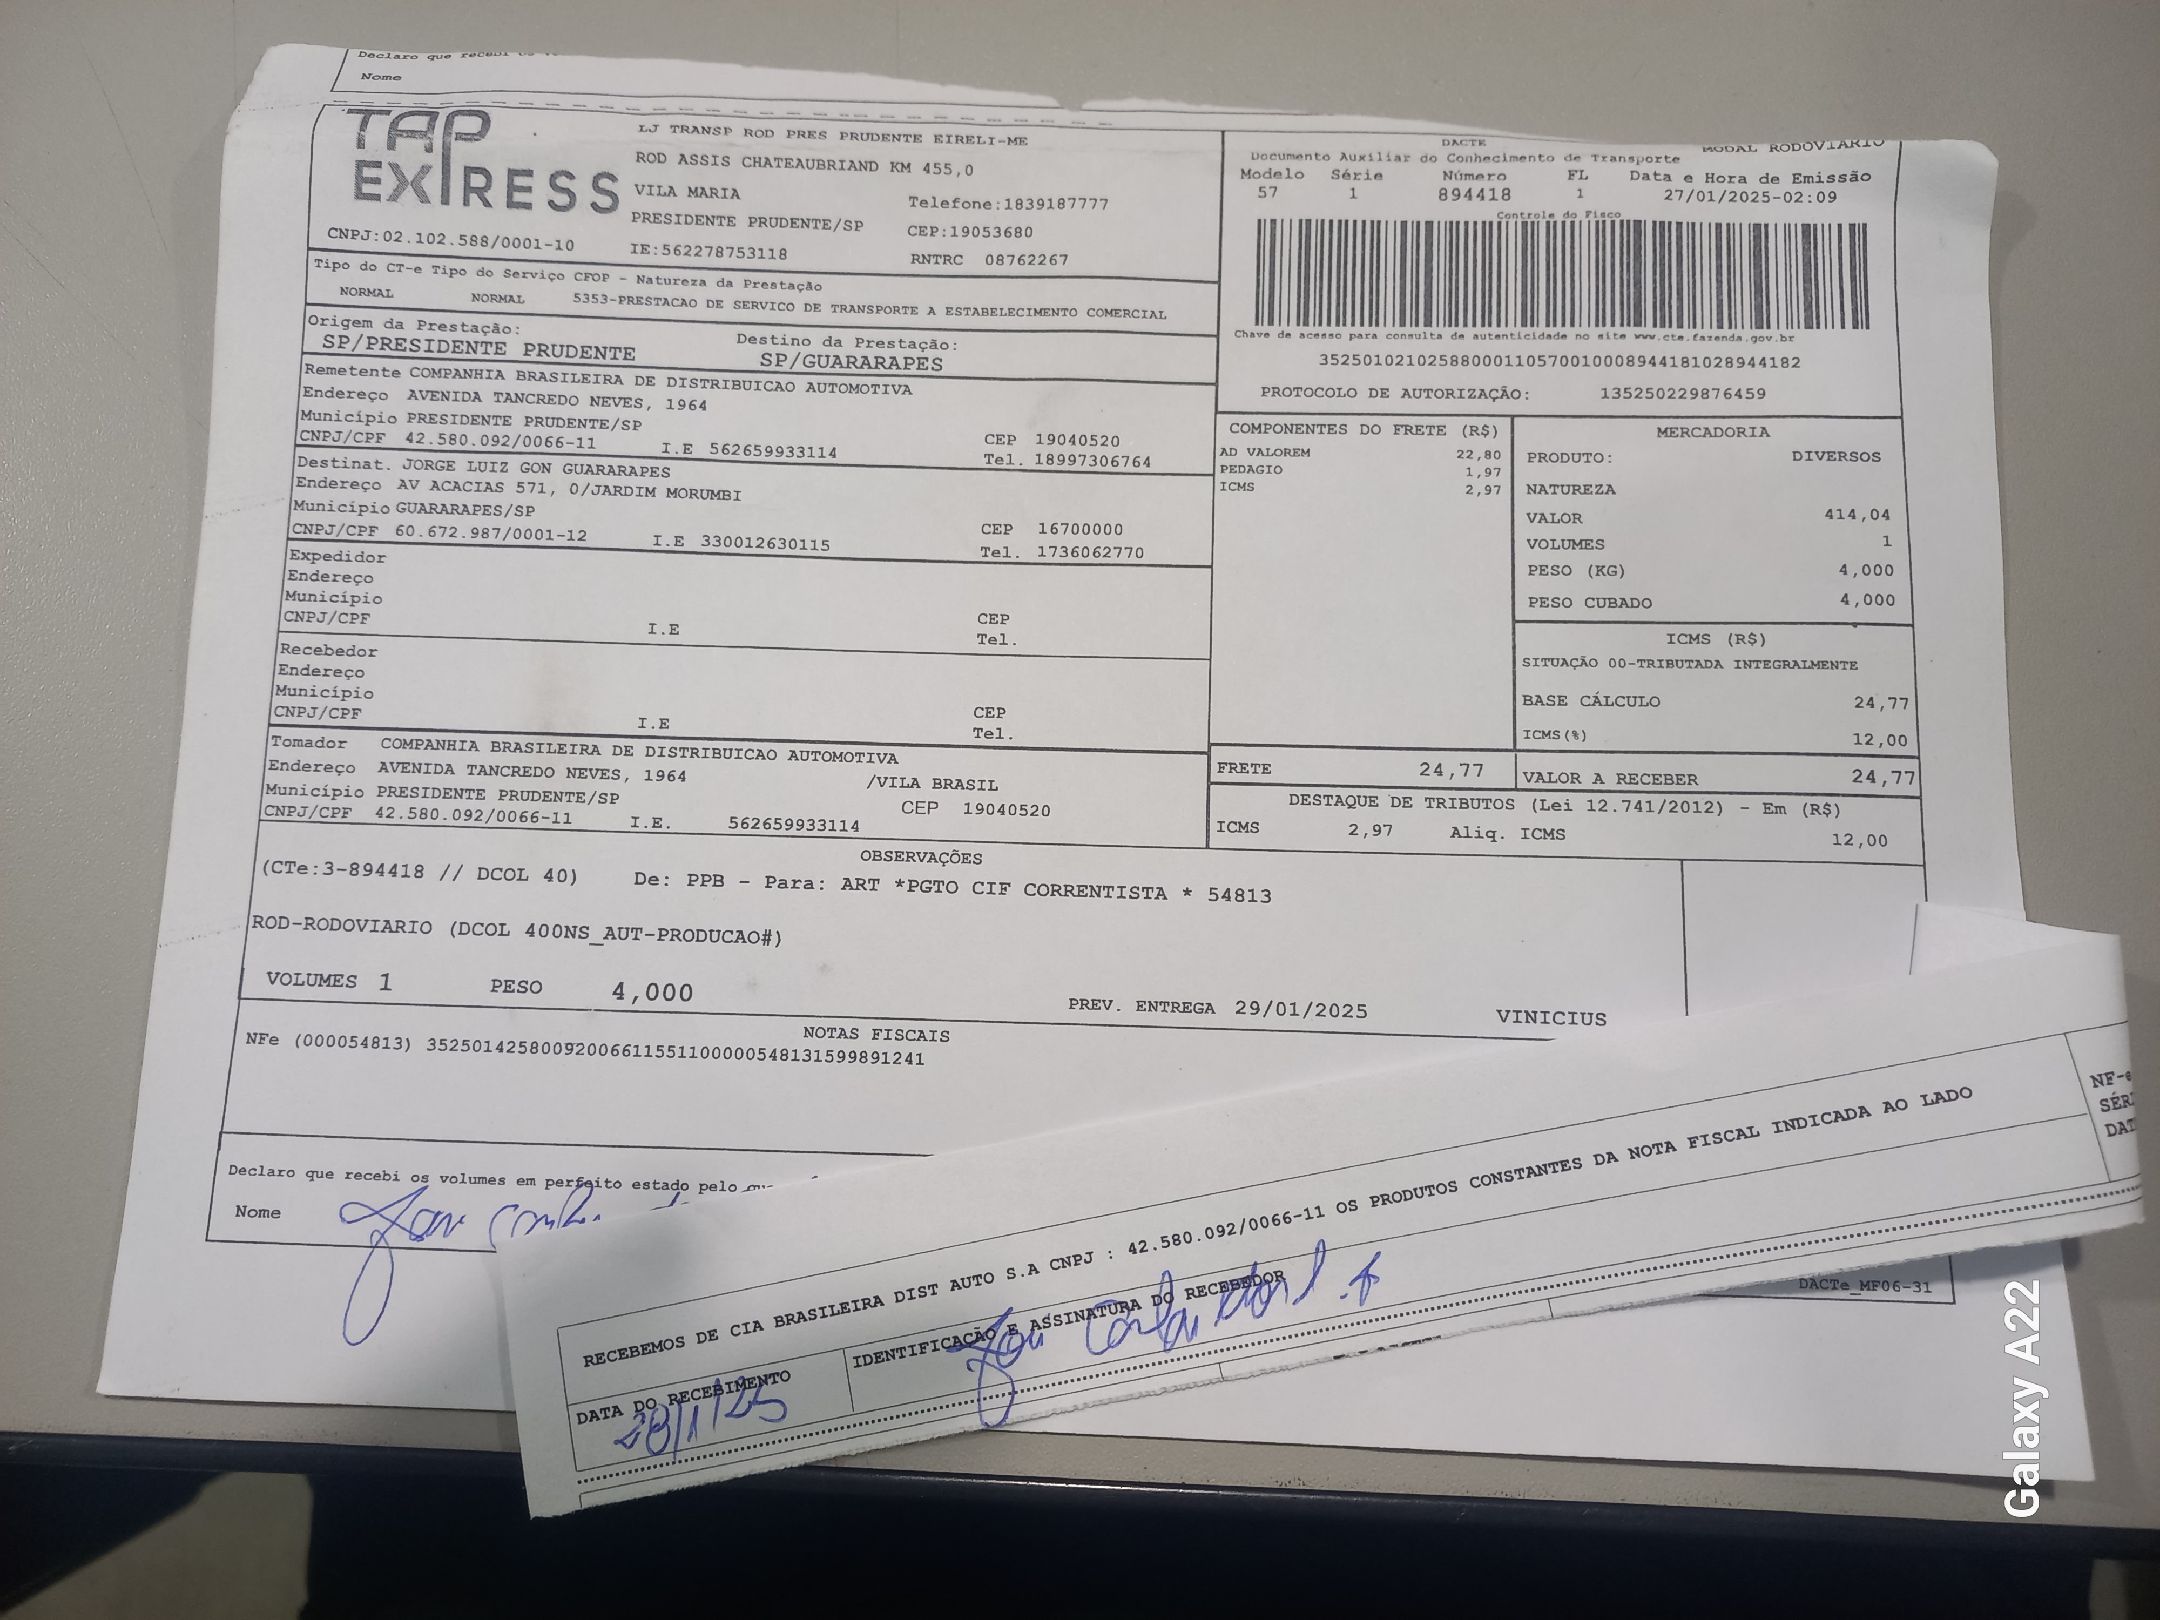 Declaro que recebi os v
Nome
TAP EXPRESS
LJ TRANSP ROD PRES PRUDENTE EIRELI-ME
ROD ASSIS CHATEAUBRIAND KM 455,0
VILA MARIA
Telefone:1839187777
PRESIDENTE PRUDENTE/SP
CEP:19053680
CNPJ:02.102.588/0001-10
IE:562278753118
RNTRC 08762267
DACTE
MODAL RODOVIARIO
Documento Auxiliar do Conhecimento de Transporte
Modelo Série Número FL Data e Hora de Emissão
57 1 894418 1 27/01/2025-02:09
Controle do Fisco
Chave de acesso para consulta de autenticidade no site www.cte.fazenda.gov.br
35250102102588000110570010008944181028944182
PROTOCOLO DE AUTORIZAÇÃO: 135250229876459
Tipo do CT-e Tipo do Serviço CFOP - Natureza da Prestação
NORMAL NORMAL 5353-PRESTACAO DE SERVICO DE TRANSPORTE A ESTABELECIMENTO COMERCIAL
Origem da Prestação: Destino da Prestação:
SP/PRESIDENTE PRUDENTE SP/GUARARAPES
Remetente COMPANHIA BRASILEIRA DE DISTRIBUICAO AUTOMOTIVA
Endereço AVENIDA TANCREDO NEVES, 1964
Município PRESIDENTE PRUDENTE/SP CEP 19040520
CNPJ/CPF 42.580.092/0066-11 I.E 562659933114 Tel. 18997306764
Destinat. JORGE LUIZ GON GUARARAPES
Endereço AV ACACIAS 571, 0/JARDIM MORUMBI
Município GUARARAPES/SP CEP 16700000
CNPJ/CPF 60.672.987/0001-12 I.E 330012630115 Tel. 1736062770
Expedidor
Endereço
Município CEP
CNPJ/CPF I.E Tel.
Recebedor
Endereço
Município CEP
CNPJ/CPF I.E Tel.
Tomador COMPANHIA BRASILEIRA DE DISTRIBUICAO AUTOMOTIVA
Endereço AVENIDA TANCREDO NEVES, 1964 /VILA BRASIL
Município PRESIDENTE PRUDENTE/SP CEP 19040520
CNPJ/CPF 42.580.092/0066-11 I.E. 562659933114
COMPONENTES DO FRETE (R$)
AD VALOREM 22,80
PEDAGIO 1,97
ICMS 2,97
MERCADORIA
PRODUTO: DIVERSOS
NATUREZA
VALOR 414,04
VOLUMES 1
PESO (KG) 4,000
PESO CUBADO 4,000
ICMS (R$)
SITUAÇÃO 00-TRIBUTADA INTEGRALMENTE
BASE CÁLCULO 24,77
ICMS(%) 12,00
FRETE 24,77 VALOR A RECEBER 24,77
DESTAQUE DE TRIBUTOS (Lei 12.741/2012) - Em (R$)
ICMS 2,97 Aliq. ICMS 12,00
OBSERVAÇÕES
(CTe:3-894418 // DCOL 40) De: PPB - Para: ART *PGTO CIF CORRENTISTA * 54813
ROD-RODOVIARIO (DCOL 400NS_AUT-PRODUCAO#)
VOLUMES 1 PESO 4,000 PREV. ENTREGA 29/01/2025 VINICIUS
NOTAS FISCAIS
NFe (000054813) 35250142580092006611551100000548131599891241
Declaro que recebi os volumes em perfeito estado pelo
Nome
RECEBEMOS DE CIA BRASILEIRA DIST AUTO S.A CNPJ : 42.580.092/0066-11 OS PRODUTOS CONSTANTES DA NOTA FISCAL INDICADA AO LADO
NF-e
SÉR
DAT
DATA DO RECEBIMENTO IDENTIFICAÇÃO E ASSINATURA DO RECEBEDOR
28/1/25
DACTe_MF06-31
Galaxy A22